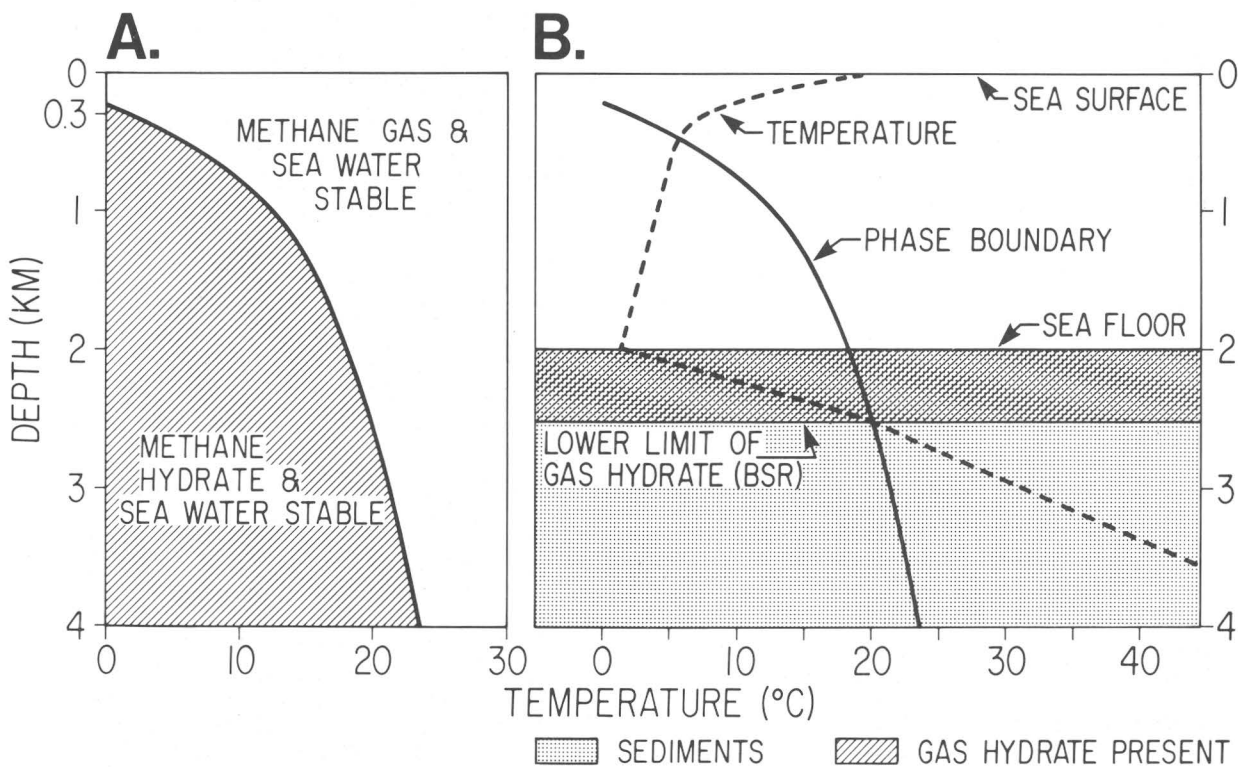 A.
B.
0
0.3
1
2
3
4
DEPTH (KM)
METHANE GAS &
SEA WATER
STABLE
METHANE
HYDRATE &
SEA WATER STABLE
0
10
20
30
SEA SURFACE
TEMPERATURE
PHASE BOUNDARY
SEA FLOOR
LOWER LIMIT OF
GAS HYDRATE (BSR)
0
1
2
3
4
0
10
20
30
40
TEMPERATURE (°C)
SEDIMENTS
GAS HYDRATE PRESENT